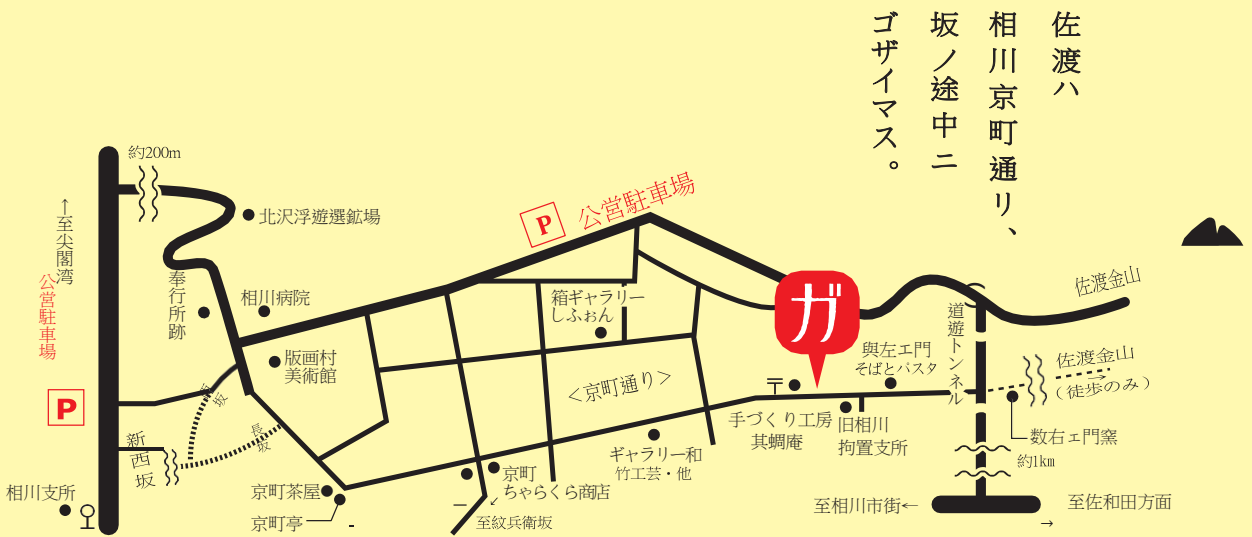 佐渡ハ
相川京町通リ、
坂ノ途中ニ
ゴザイマス。
約200m
↑至尖閣湾
公営駐車場
P
北沢浮遊選鉱場
奉行所跡
相川病院
版画村
美術館
P
公営駐車場
箱ギャラリー
しふぉん
<京町通り>
ガ
〒
手づくり工房
其蜩庵
與左エ門
そばとパスタ
旧相川
拘置支所
道遊トンネル
佐渡金山
佐渡金山
→
(徒歩のみ)
数右ェ門窯
約1km
至相川市街←
至佐和田方面
→
坂
長坂
新西坂
相川支所
京町茶屋
京町亭
京町
ちゃらくら商店
至紋兵衛坂
ギャラリー和
竹工芸・他